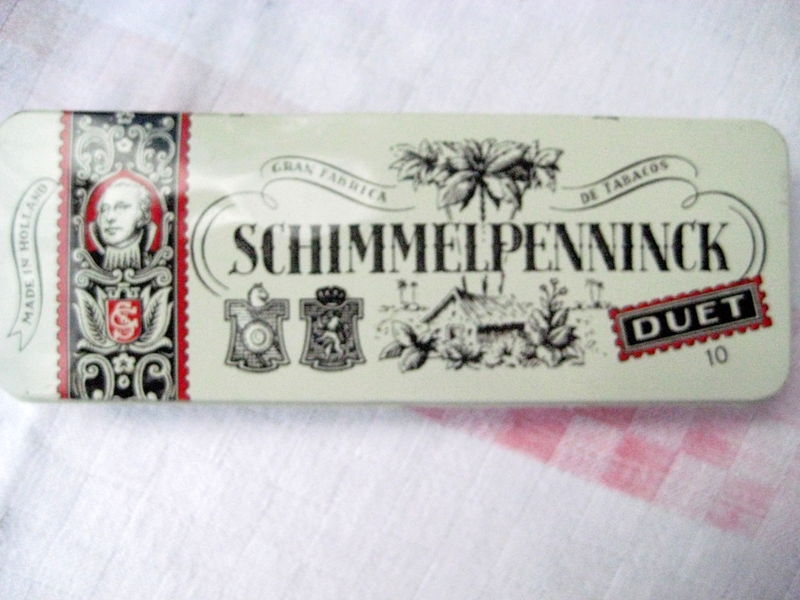 MADE IN HOLLAND
GRAN FABRICA DE TABACOS
SCHIMMELPENNINCK
DUET
10